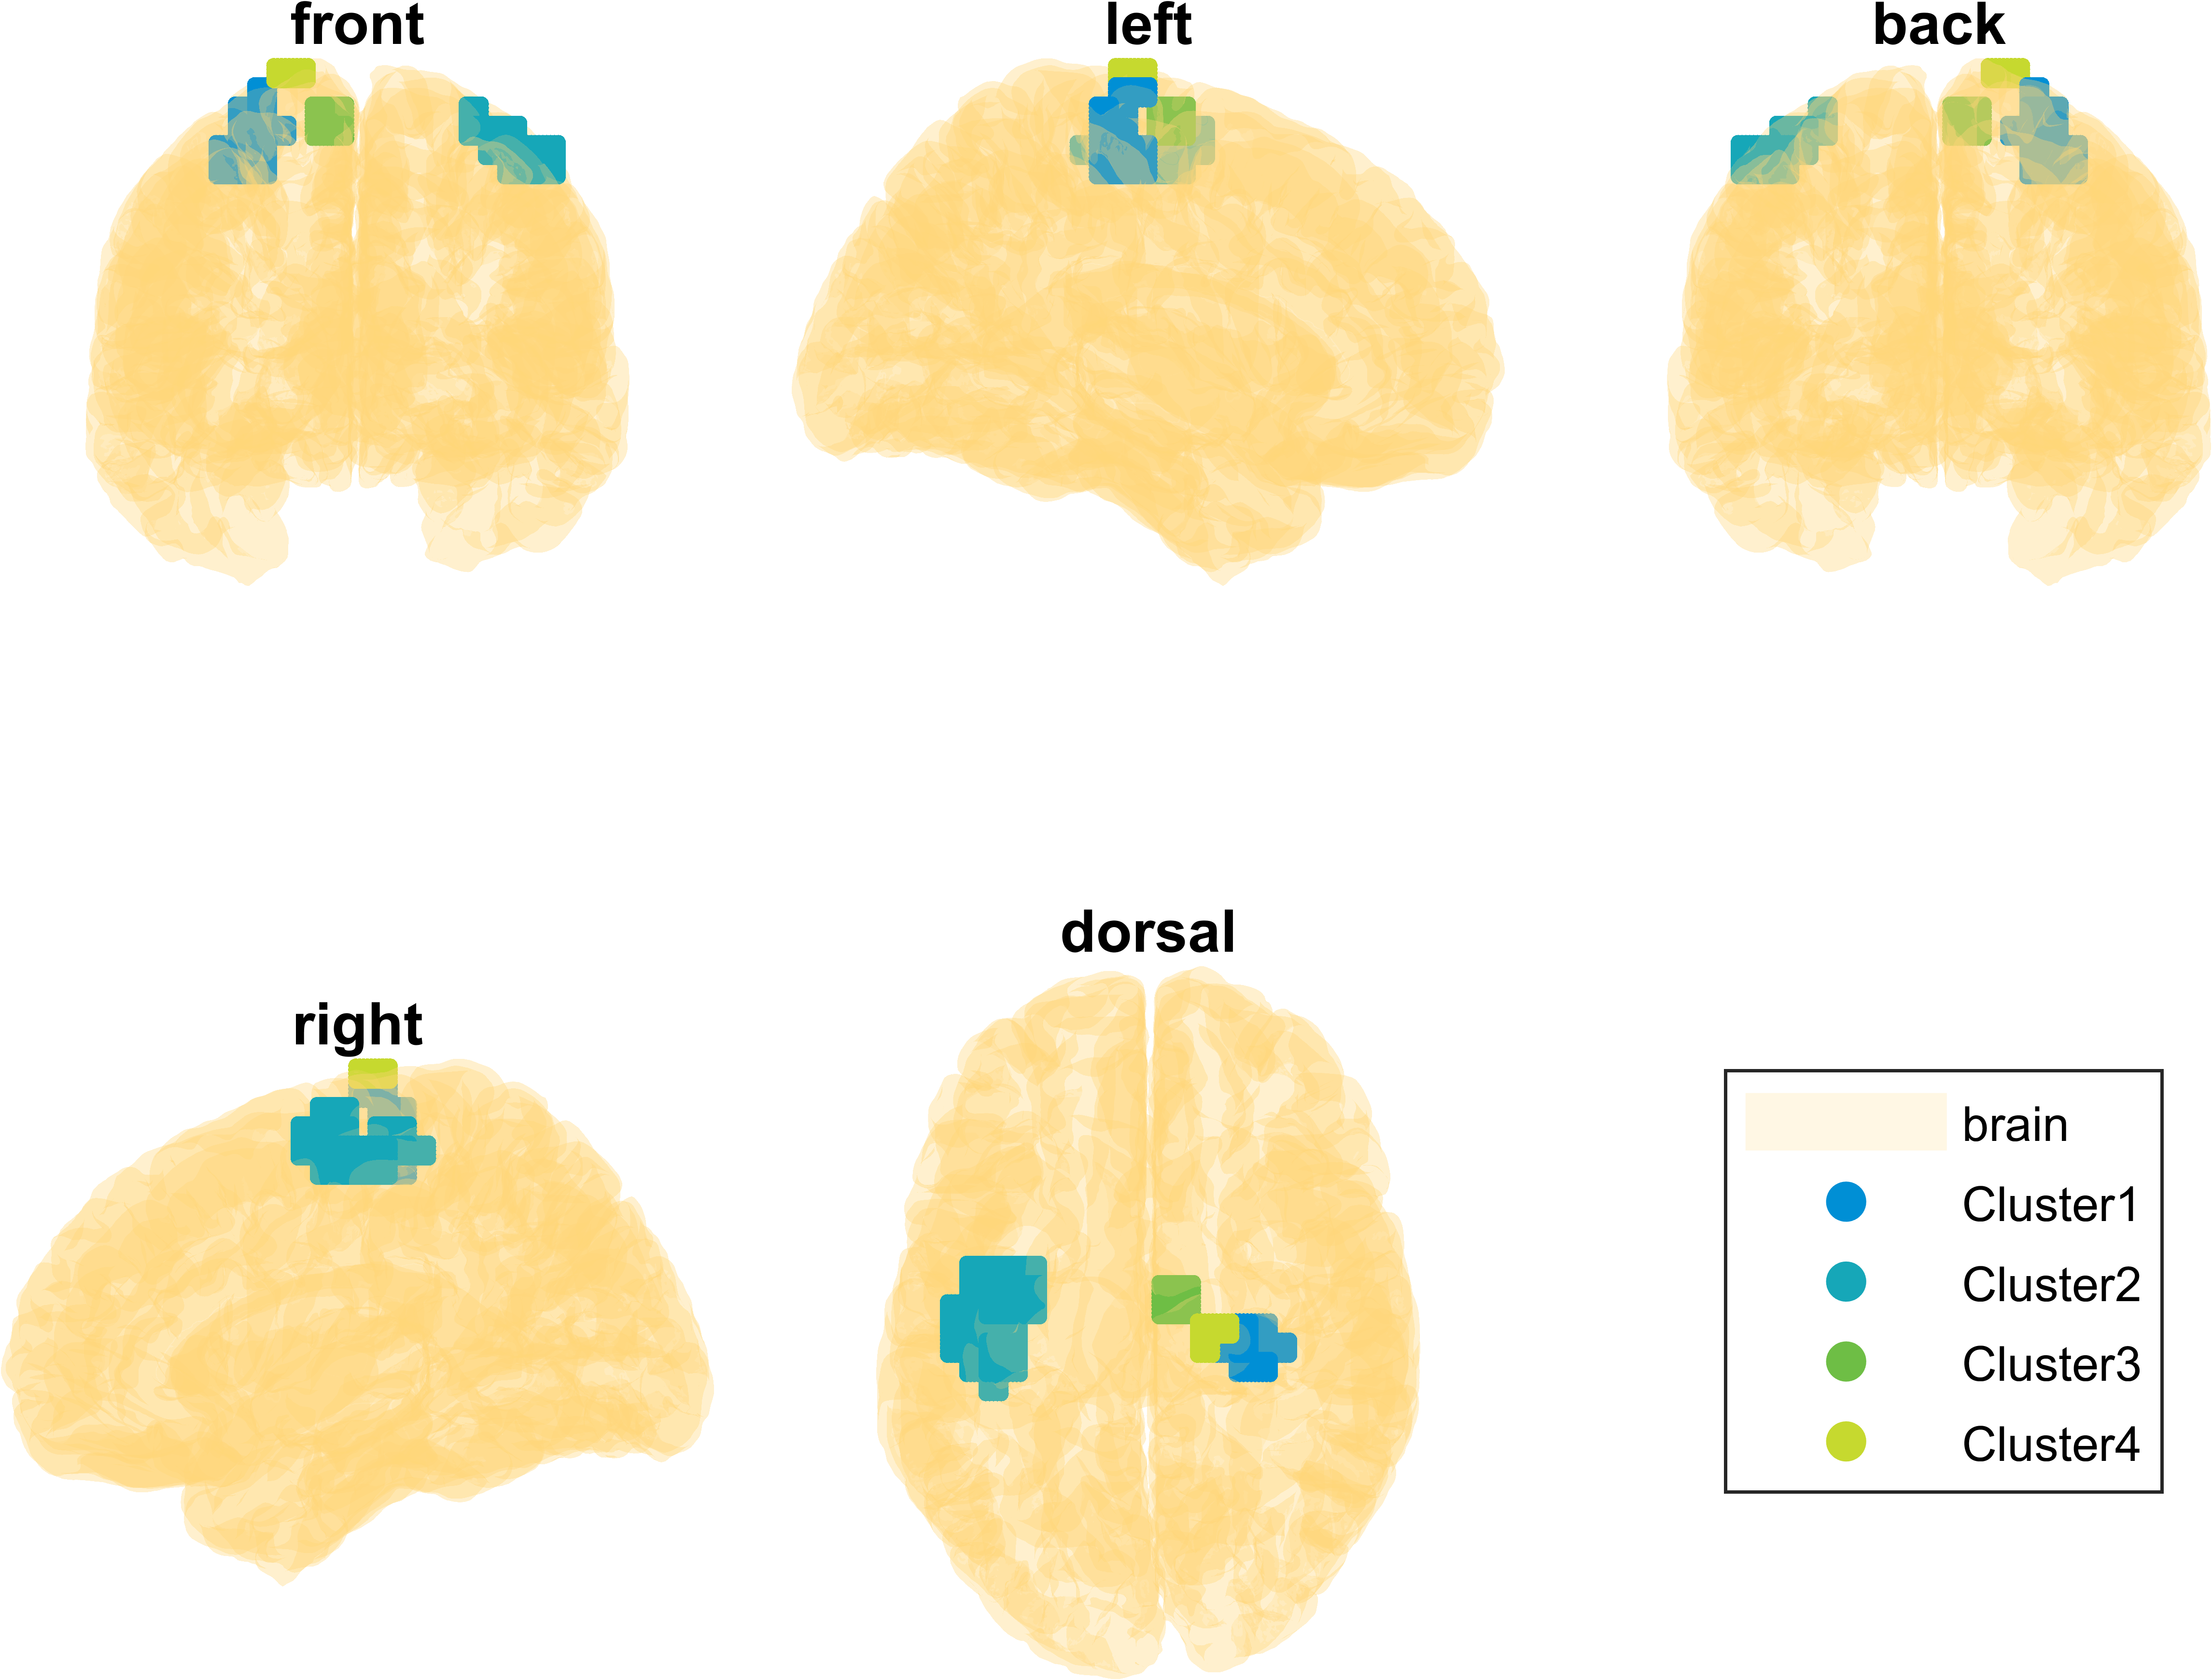 front
left
back
right
dorsal
brain
Cluster1
Cluster2
Cluster3
Cluster4